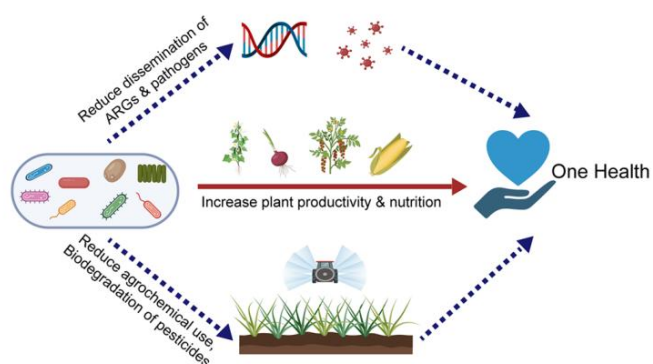 Reduce dissemination of
ARGs & pathogens
Increase plant productivity & nutrition
One Health
Reduce agrochemical use,
Biodegradation of pesticides